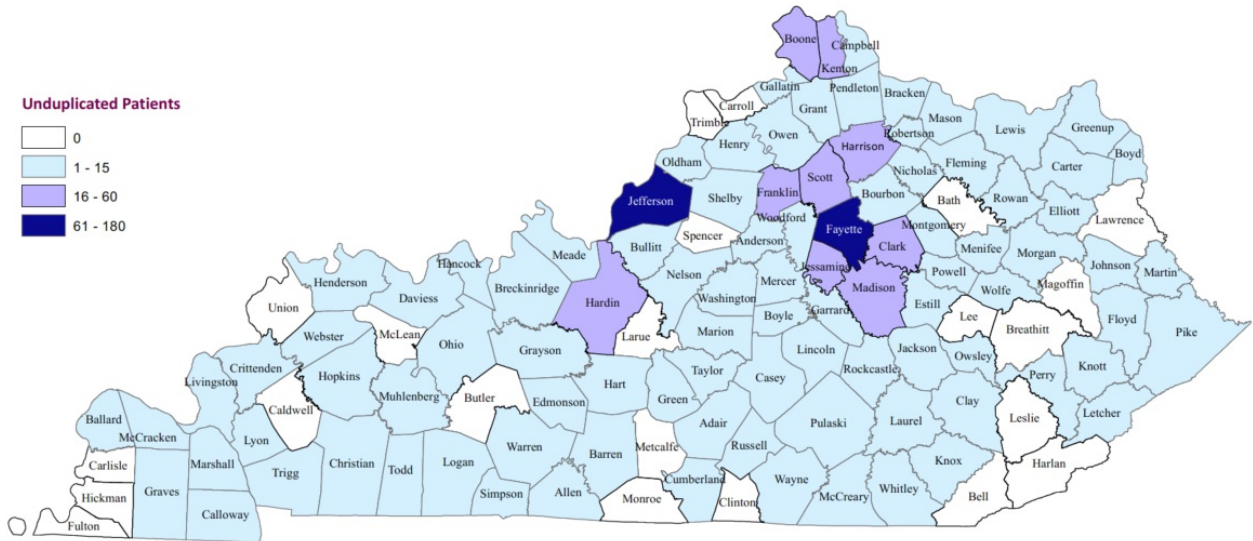 Unduplicated Patients
0
1 - 15
16 - 60
61 - 180
Boone
Campbell
Kenton
Gallatin
Pendleton
Bracken
Carroll
Grant
Mason
Trimble
Owen
Robertson
Lewis
Greenup
Henry
Harrison
Oldham
Fleming
Boyd
Carter
Scott
Nicholas
Franklin
Bourbon
Rowan
Shelby
Jefferson
Bath
Elliott
Woodford
Lawrence
Fayette
Montgomery
Spencer
Anderson
Clark
Menifee
Bullitt
Morgan
Meade
Hancock
Jessamine
Johnson
Martin
Nelson
Powell
Henderson
Mercer
Madison
Magoffin
Breckinridge
Wolfe
Daviess
Washington
Hardin
Estill
Union
Garrard
Lee
Boyle
Floyd
Breathitt
Marion
Pike
Webster
McLean
Larue
Ohio
Lincoln
Jackson
Grayson
Owsley
Rockcastle
Knott
Crittenden
Taylor
Perry
Hopkins
Casey
Livingston
Hart
Muhlenberg
Butler
Green
Clay
Edmonson
Caldwell
Letcher
Ballard
Pulaski
Laurel
Leslie
Adair
McCracken
Lyon
Russell
Warren
Metcalfe
Barren
Knox
Logan
Christian
Carlisle
Marshall
Todd
Harlan
Trigg
Cumberland
Wayne
Whitley
Graves
Simpson
Allen
Hickman
Monroe
Clinton
McCreary
Bell
Calloway
Fulton